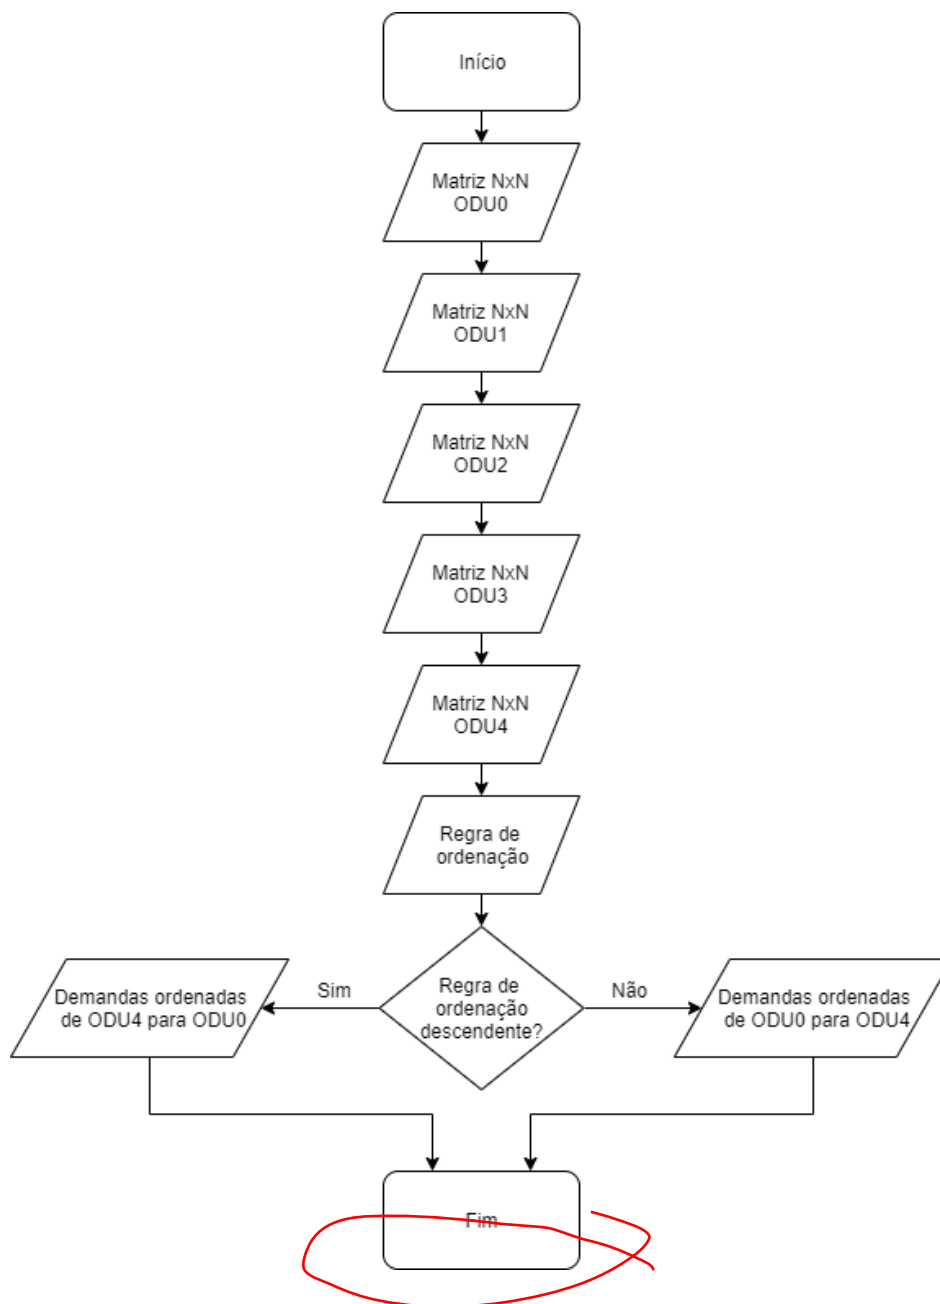 Início
Matriz NxN
ODU0
Matriz NxN
ODU1
Matriz NxN
ODU2
Matriz NxN
ODU3
Matriz NxN
ODU4
Regra de
ordenação
Regra de
ordenação
descendente?
Sim
Não
Demandas ordenadas
de ODU4 para ODU0
Demandas ordenadas
de ODU0 para ODU4
Fim